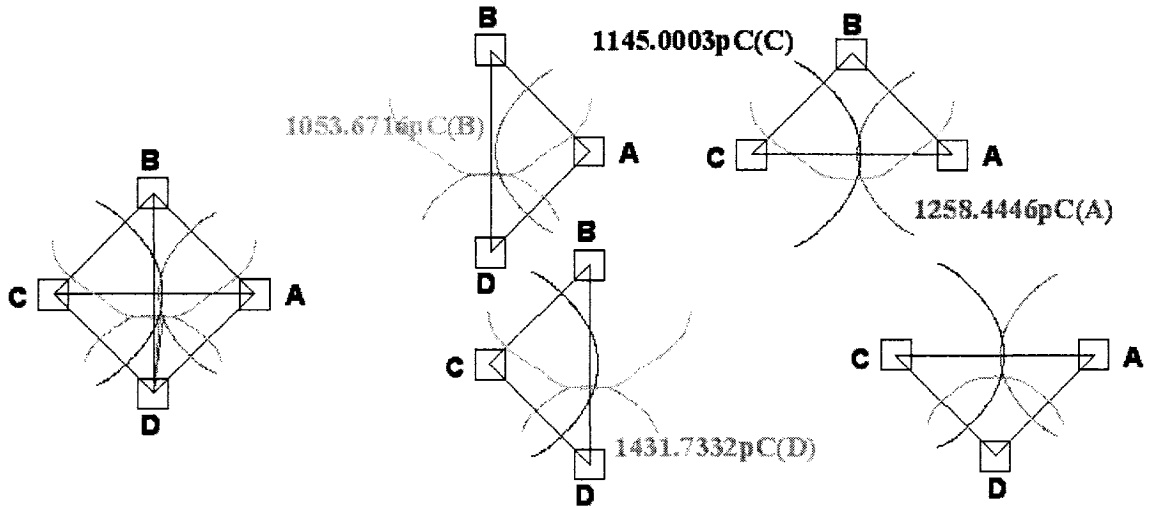 B
1145.0003pC(C)
B
1053.6716pC(B)
A
C
A
B
D
1258.4446pC(A)
B
C
A
C
C
A
D
1431.7332pC(D)
D
D